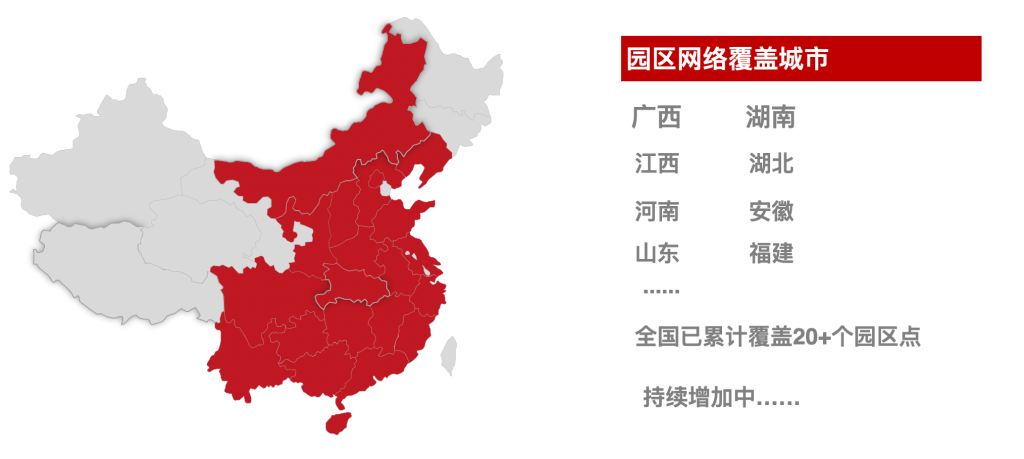 园区网络覆盖城市
广西 湖南
江西 湖北
河南 安徽
山东 福建
......
全国已累计覆盖20+个园区点
持续增加中......